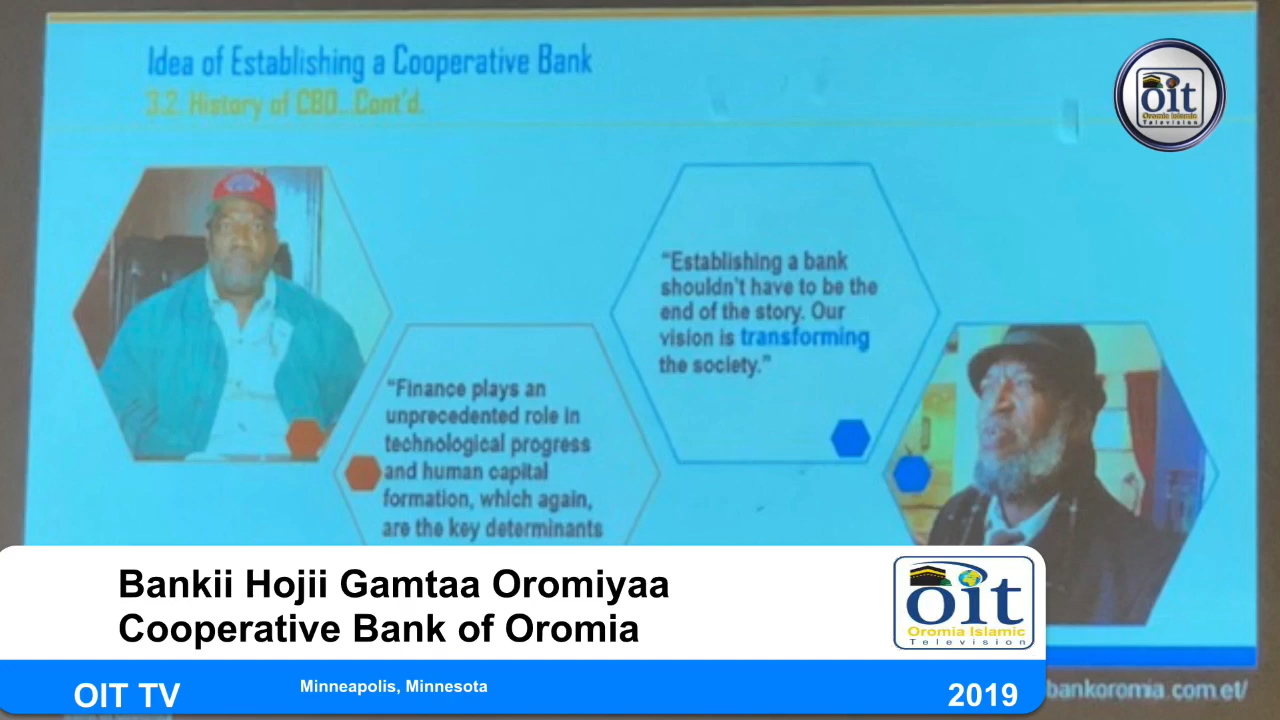 Idea of Establishing a Cooperative Bank
3.2. History of CBO...Cont'd.
oit
Oromia Islamic
Television
"Establishing a bank
shouldn't have to be the
end of the story. Our
vision is transforming
the society."
"Finance plays an
unprecedented role in
technological progress
and human capital
formation, which again,
are the key determinants
Bankii Hojii Gamtaa Oromiyaa
Cooperative Bank of Oromia
oit
Oromia Islamic
Television
OIT TV
Minneapolis, Minnesota
2019
bankoromia.com.et/